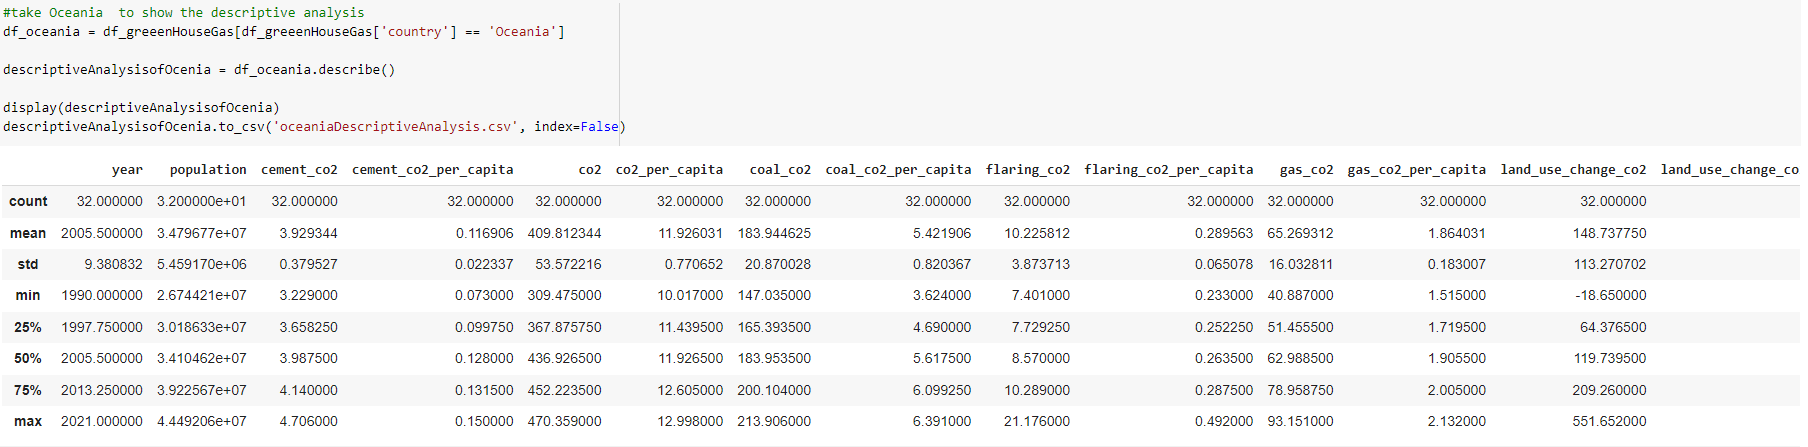 #take Oceania  to show the descriptive analysis
df_oceania = df_greeenHouseGas[df_greeenHouseGas['country'] == 'Oceania']
descriptiveAnalysisofOcenia = df_oceania.describe()
display(descriptiveAnalysisofOcenia)
descriptiveAnalysisofOcenia.to_csv('oceaniaDescriptiveAnalysis.csv', index=False)
year population cement_co2 cement_co2_per_capita co2 co2_per_capita coal_co2 coal_co2_per_capita flaring_co2 flaring_co2_per_capita gas_co2 gas_co2_per_capita land_use_change_co2 land_use_change_co
count 32.000000 3.200000e+01 32.000000 32.000000 32.000000 32.000000 32.000000 32.000000 32.000000 32.000000 32.000000 32.000000 32.000000
mean 2005.500000 3.479677e+07 3.929344 0.116906 409.812344 11.926031 183.944625 5.421906 10.225812 0.289563 65.269312 1.864031 148.737750
std 9.380832 5.459170e+06 0.379527 0.022337 53.572216 0.770652 20.870028 0.820367 3.873713 0.065078 16.032811 0.183007 113.270702
min 1990.000000 2.674421e+07 3.229000 0.073000 309.475000 10.017000 147.035000 3.624000 7.401000 0.233000 40.887000 1.515000 -18.650000
25% 1997.750000 3.018633e+07 3.658250 0.099750 367.875750 11.439500 165.393500 4.690000 7.729250 0.252250 51.455500 1.719500 64.376500
50% 2005.500000 3.410462e+07 3.987500 0.128000 436.926500 11.926500 183.953500 5.617500 8.570000 0.263500 62.988500 1.905500 119.739500
75% 2013.250000 3.922567e+07 4.140000 0.131500 452.223500 12.605000 200.104000 6.099250 10.289000 0.287500 78.958750 2.005000 209.260000
max 2021.000000 4.449206e+07 4.706000 0.150000 470.359000 12.998000 213.906000 6.391000 21.176000 0.492000 93.151000 2.132000 551.652000